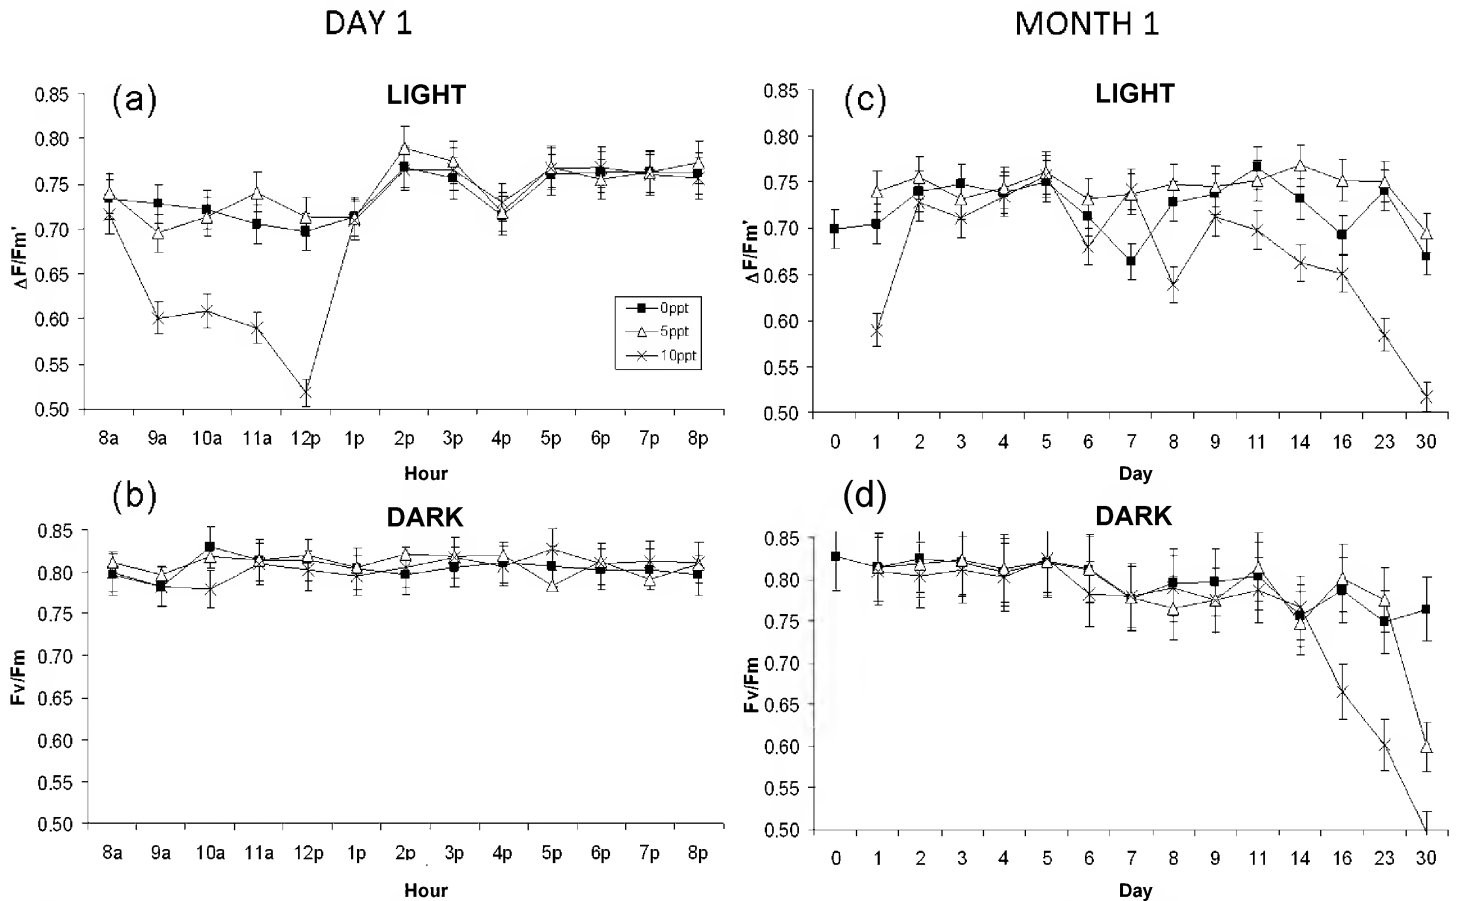 DAY 1
MONTH 1
(a)
LIGHT
0.85
0.80
0.75
0.70
0.65
0.60
0.55
0.50
ΔF/Fm'
0ppt
5ppt
10ppt
8a 9a 10a 11a 12p 1p 2p 3p 4p 5p 6p 7p 8p
Hour
(c)
LIGHT
0.85
0.80
0.75
0.70
0.65
0.60
0.55
0.50
ΔF/Fm'
0 1 2 3 4 5 6 7 8 9 11 14 16 23 30
Day
(b)
DARK
0.85
0.80
0.75
0.70
0.65
0.60
0.55
0.50
Fv/Fm
8a 9a 10a 11a 12p 1p 2p 3p 4p 5p 6p 7p 8p
Hour
(d)
DARK
0.85
0.80
0.75
0.70
0.65
0.60
0.55
0.50
Fv/Fm
0 1 2 3 4 5 6 7 8 9 11 14 16 23 30
Day